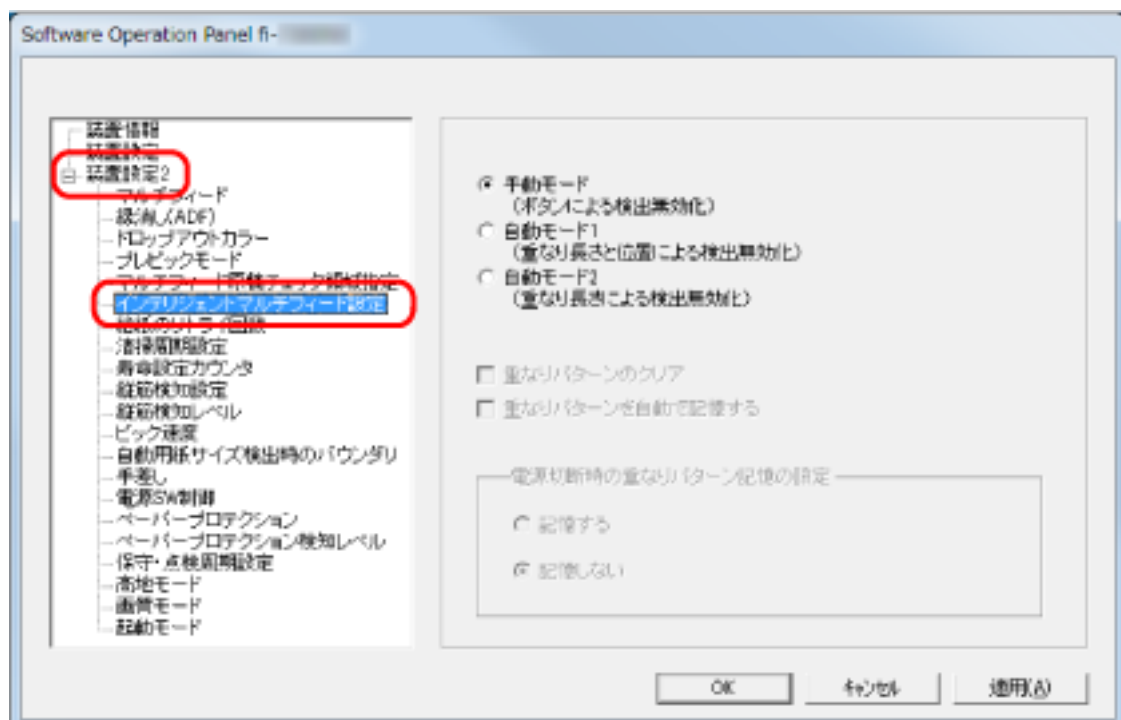 Software Operation Panel fi-
装置情報
装置設定
装置設定2
マルチフィード
縁消し(ADF)
ドロップアウトカラー
プレピックモード
マルチフィード原稿チェック領域指定
インテリジェントマルチフィード設定
給紙のリトライ回数
清掃周期設定
寿命設定カウンタ
縦筋検知設定
縦筋検知レベル
ピック速度
自動用紙サイズ検出時のバウンダリ
手差し
電源SW制御
ペーパープロテクション
ペーパープロテクション検知レベル
保守・点検周期設定
高地モード
画質モード
起動モード
手動モード
(ボタンによる検出無効化)
自動モード1
(重なり長さと位置による検出無効化)
自動モード2
(重なり長さによる検出無効化)
重なりパターンのクリア
重なりパターンを自動で記憶する
電源切断時の重なりパターン記憶の設定
記憶する
記憶しない
OK
キャンセル
適用(A)